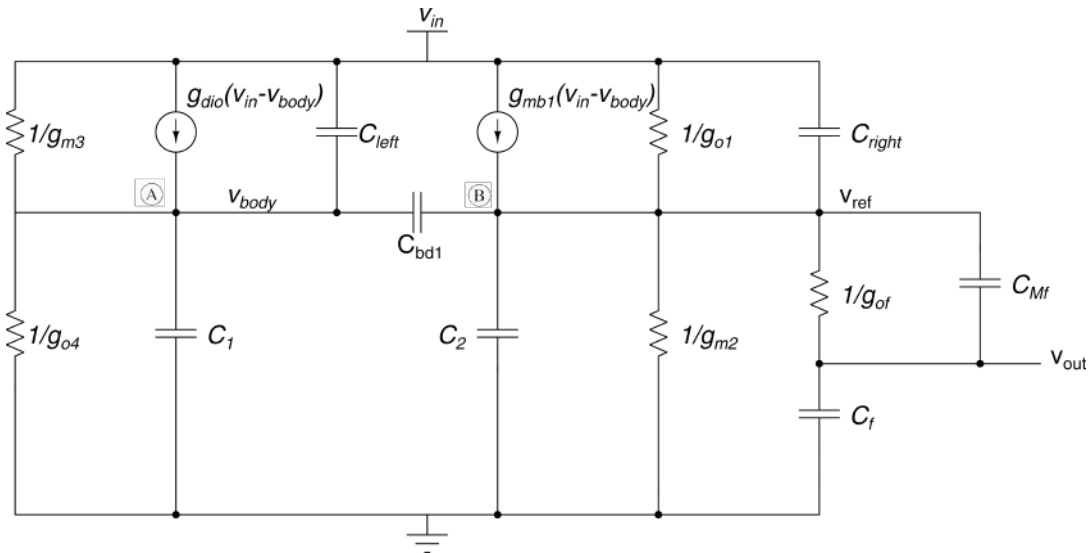 v_in
g_dio(v_in-v_body)
g_mb1(v_in-v_body)
1/g_m3
C_left
1/g_o1
C_right
A
v_body
B
v_ref
C_bd1
1/g_of
C_Mf
1/g_o4
C_1
C_2
1/g_m2
v_out
C_f